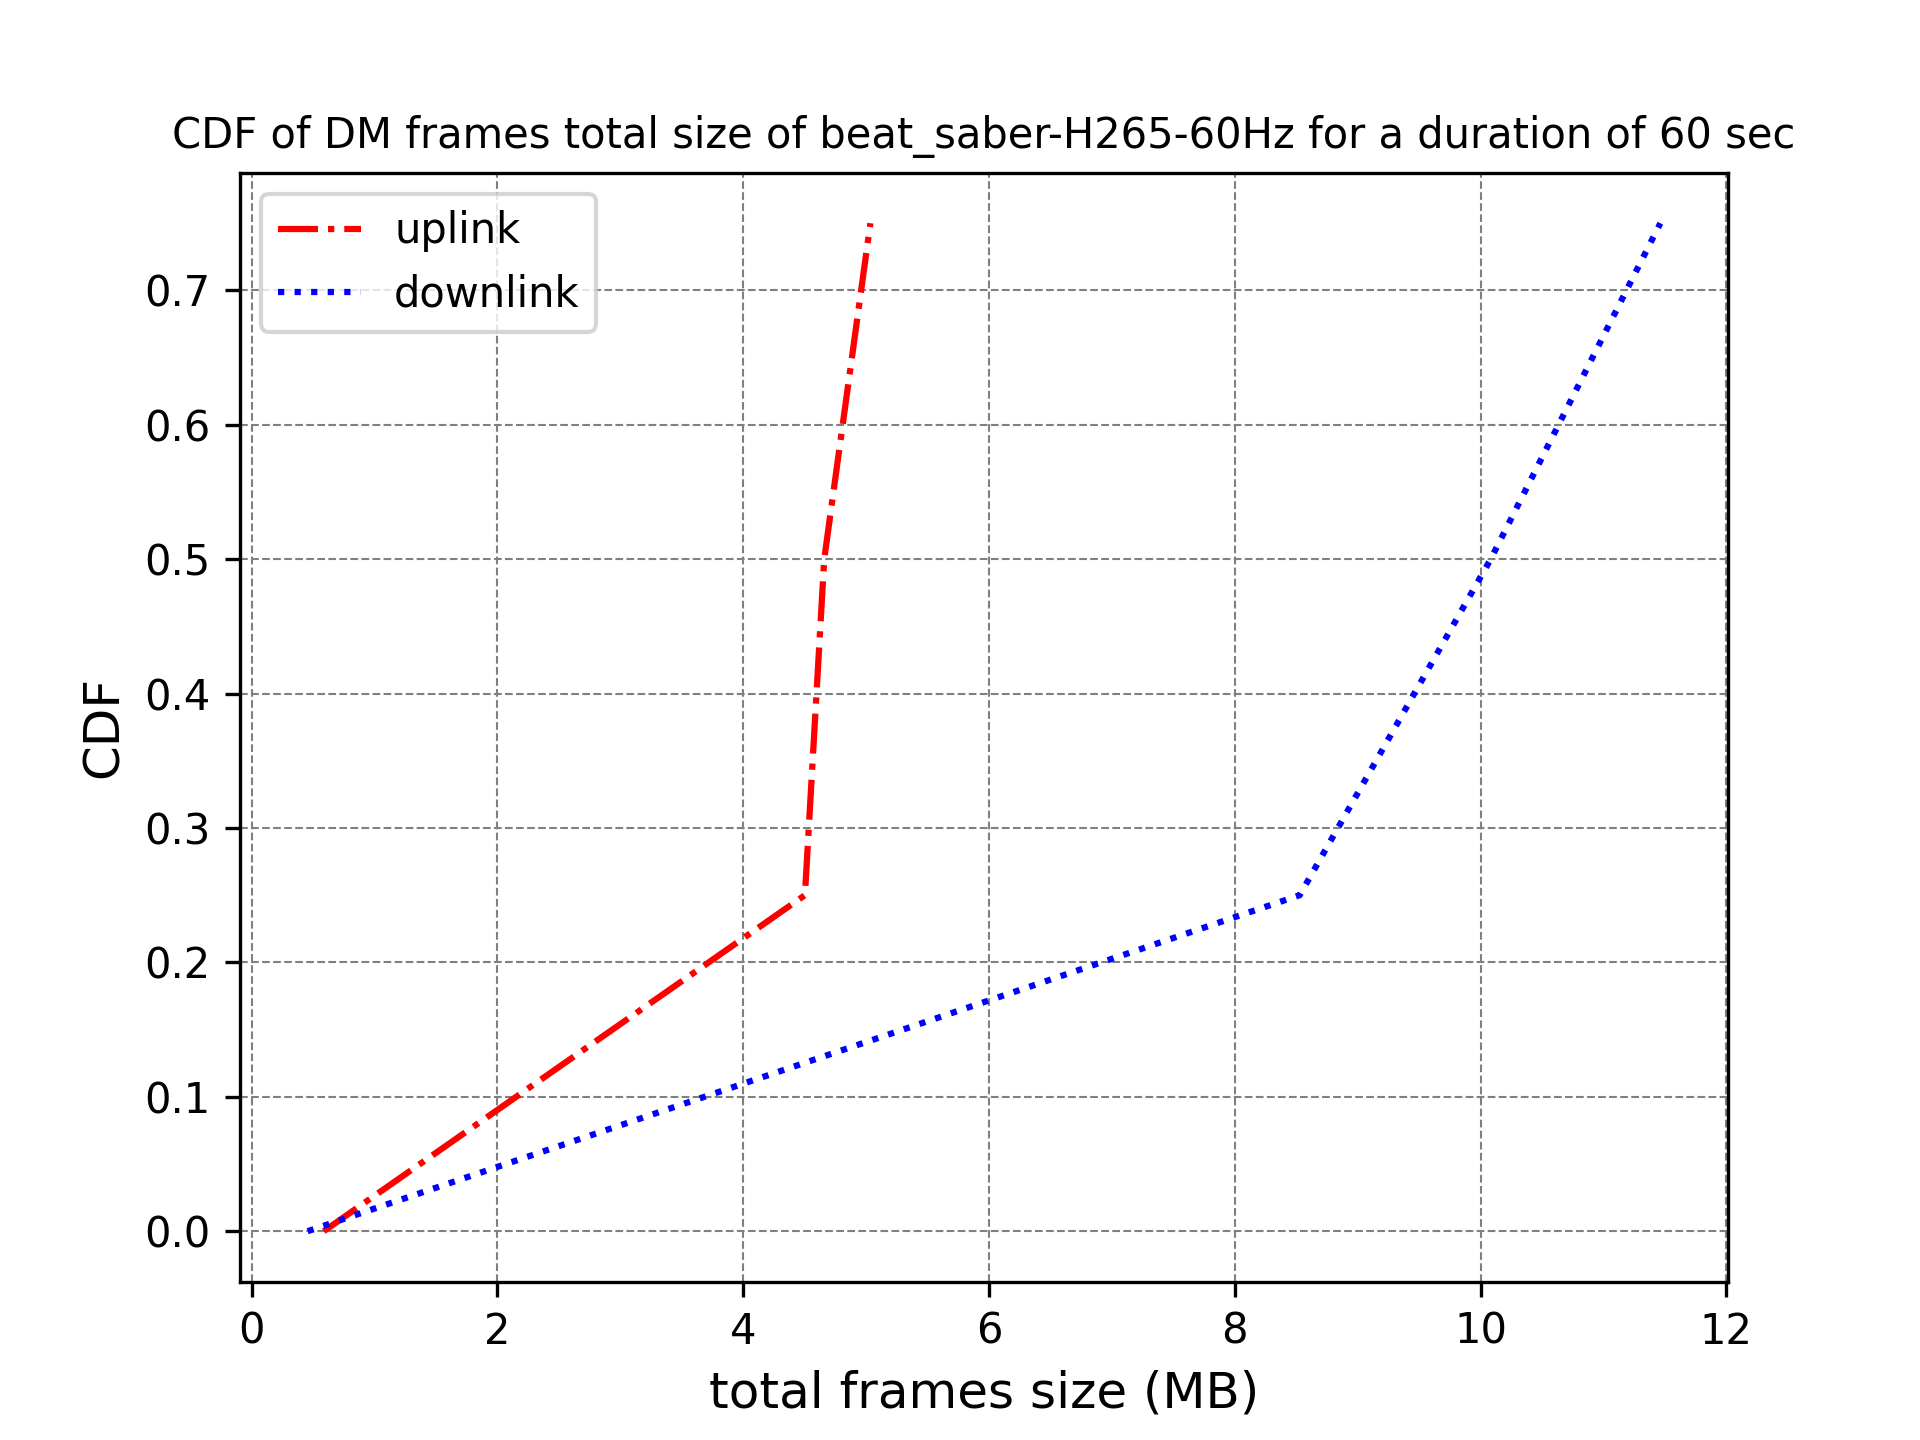 CDF of DM frames total size of beat_saber-H265-60Hz for a duration of 60 sec
uplink
downlink
0.7
0.6
0.5
0.4
0.3
0.2
0.1
0.0
CDF
0 2 4 6 8 10 12
total frames size (MB)